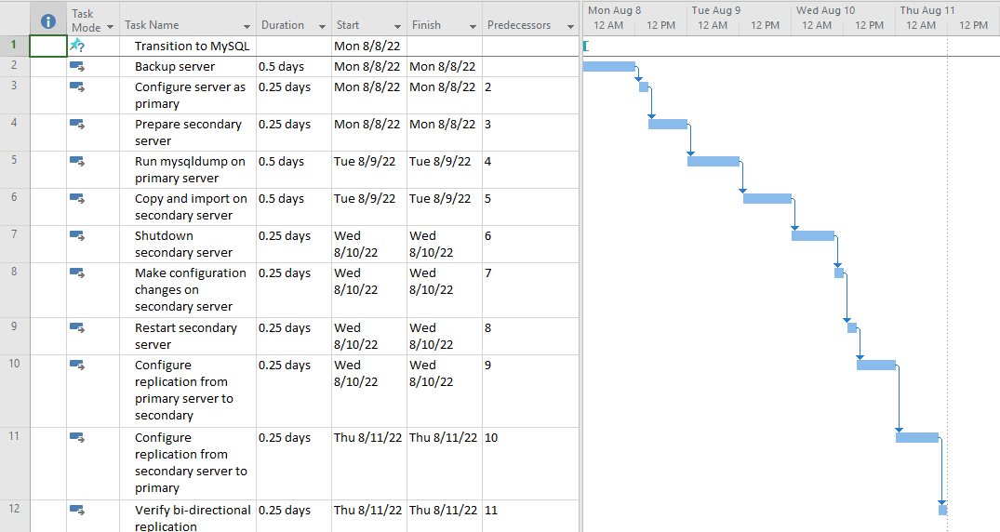 Mon Aug 8 Tue Aug 9 Wed Aug 10 Thu Aug 11
Task
Mode Task Name Duration Start Finish Predecessors 12 AM 12 PM 12 AM 12 PM 12 AM 12 PM 12 AM 12 PM
1 ? Transition to MySQL Mon 8/8/22
2 Backup server 0.5 days Mon 8/8/22 Mon 8/8/22
3 Configure server as 0.25 days Mon 8/8/22 Mon 8/8/22 2
primary
4 Prepare secondary 0.25 days Mon 8/8/22 Mon 8/8/22 3
server
5 Run mysqldump on 0.5 days Tue 8/9/22 Tue 8/9/22 4
primary server
6 Copy and import on 0.5 days Tue 8/9/22 Tue 8/9/22 5
secondary server
7 Shutdown 0.25 days Wed Wed 6
secondary server 8/10/22 8/10/22
8 Make configuration 0.25 days Wed Wed 7
changes on 8/10/22 8/10/22
secondary server
9 Restart secondary 0.25 days Wed Wed 8
server 8/10/22 8/10/22
10 Configure 0.25 days Wed Wed 9
replication from 8/10/22 8/10/22
primary server to
secondary
11 Configure 0.25 days Thu 8/11/22 Thu 8/11/22 10
replication from
secondary server to
primary
12 Verify bi-directional 0.25 days Thu 8/11/22 Thu 8/11/22 11
replication